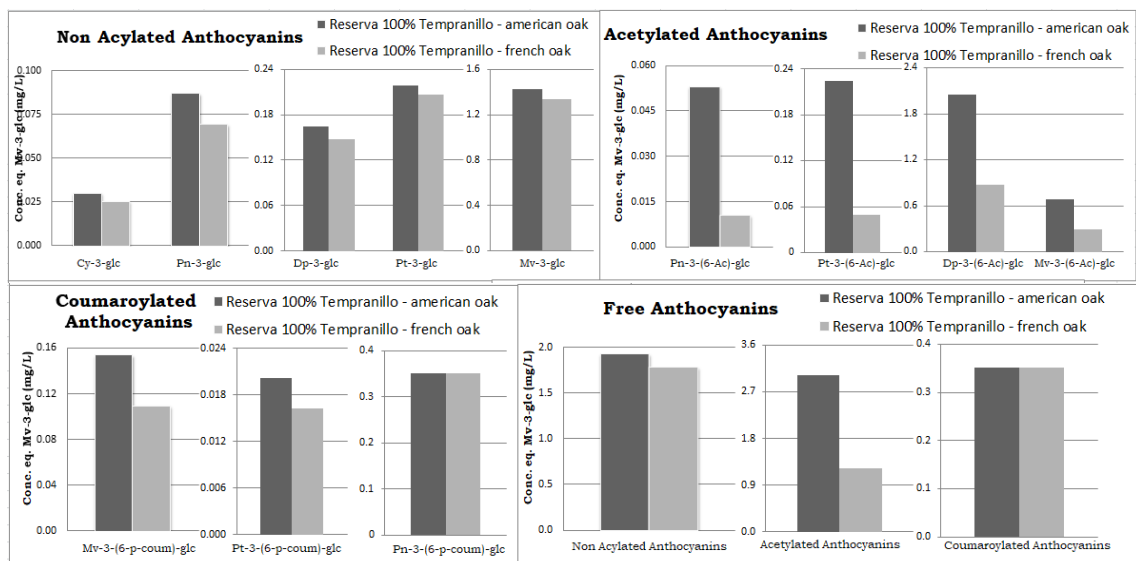 Non Acylated Anthocyanins
Reserva 100% Tempranillo - american oak
Reserva 100% Tempranillo - french oak
Conc. eq. Mv-3-glc (mg/L)
0.100
0.075
0.050
0.025
0.000
Cy-3-glc
Pn-3-glc
0.24
0.18
0.12
0.06
0.00
Dp-3-glc
Pt-3-glc
1.6
1.2
0.8
0.4
0.0
Mv-3-glc
Acetylated Anthocyanins
Reserva 100% Tempranillo - american oak
Reserva 100% Tempranillo - french oak
Conc. eq. Mv-3-glc (mg/L)
0.060
0.045
0.030
0.015
0.000
Pn-3-(6-Ac)-glc
0.24
0.18
0.12
0.06
0
Pt-3-(6-Ac)-glc
2.4
1.8
1.2
0.6
0.0
Dp-3-(6-Ac)-glc
Mv-3-(6-Ac)-glc
Coumaroylated
Anthocyanins
Reserva 100% Tempranillo - american oak
Reserva 100% Tempranillo - french oak
Conc. eq. Mv-3-glc (mg/L)
0.16
0.12
0.08
0.04
0.00
Mv-3-(6-p-coum)-glc
0.024
0.018
0.012
0.006
0.000
Pt-3-(6-p-coum)-glc
0.4
0.3
0.2
0.1
0
Pn-3-(6-p-coum)-glc
Free Anthocyanins
Reserva 100% Tempranillo - american oak
Reserva 100% Tempranillo - french oak
Conc. eq. Mv-3-glc (mg/L)
2.0
1.5
1.0
0.5
0.0
Non Acylated Anthocyanins
3.6
2.7
1.8
0.9
0.0
Acetylated Anthocyanins
0.4
0.3
0.2
0.1
0
Coumaroylated Anthocyanins